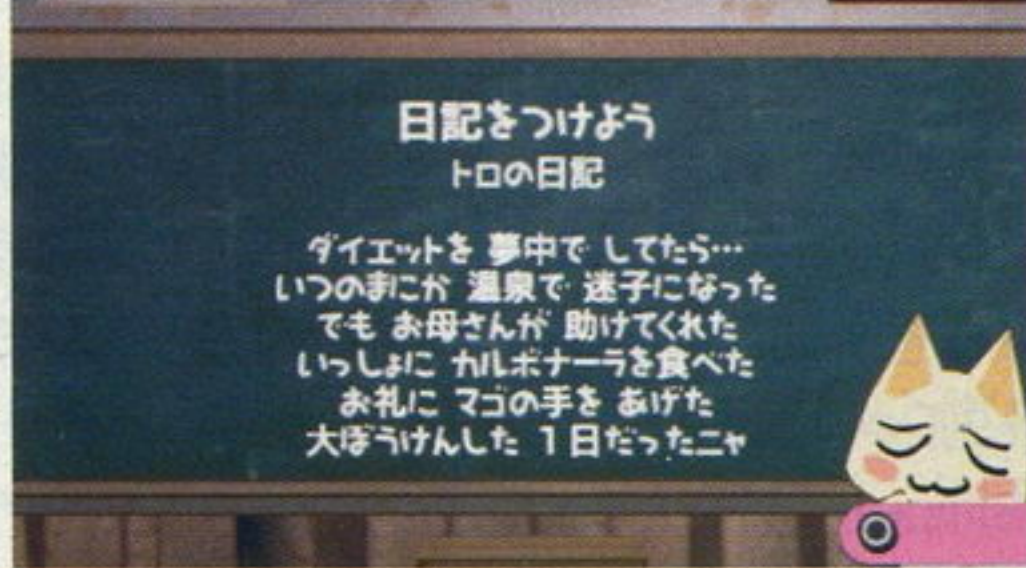 日記をつけよう
トロの日記
ダイエットを 夢中で してたら…
いつのまにか 温泉で 迷子になった
でも お母さんが 助けてくれた
いっしょに カルボナーラを食べた
お礼に マゴの手を あげた
大ぼうけんした 1日だったニャ